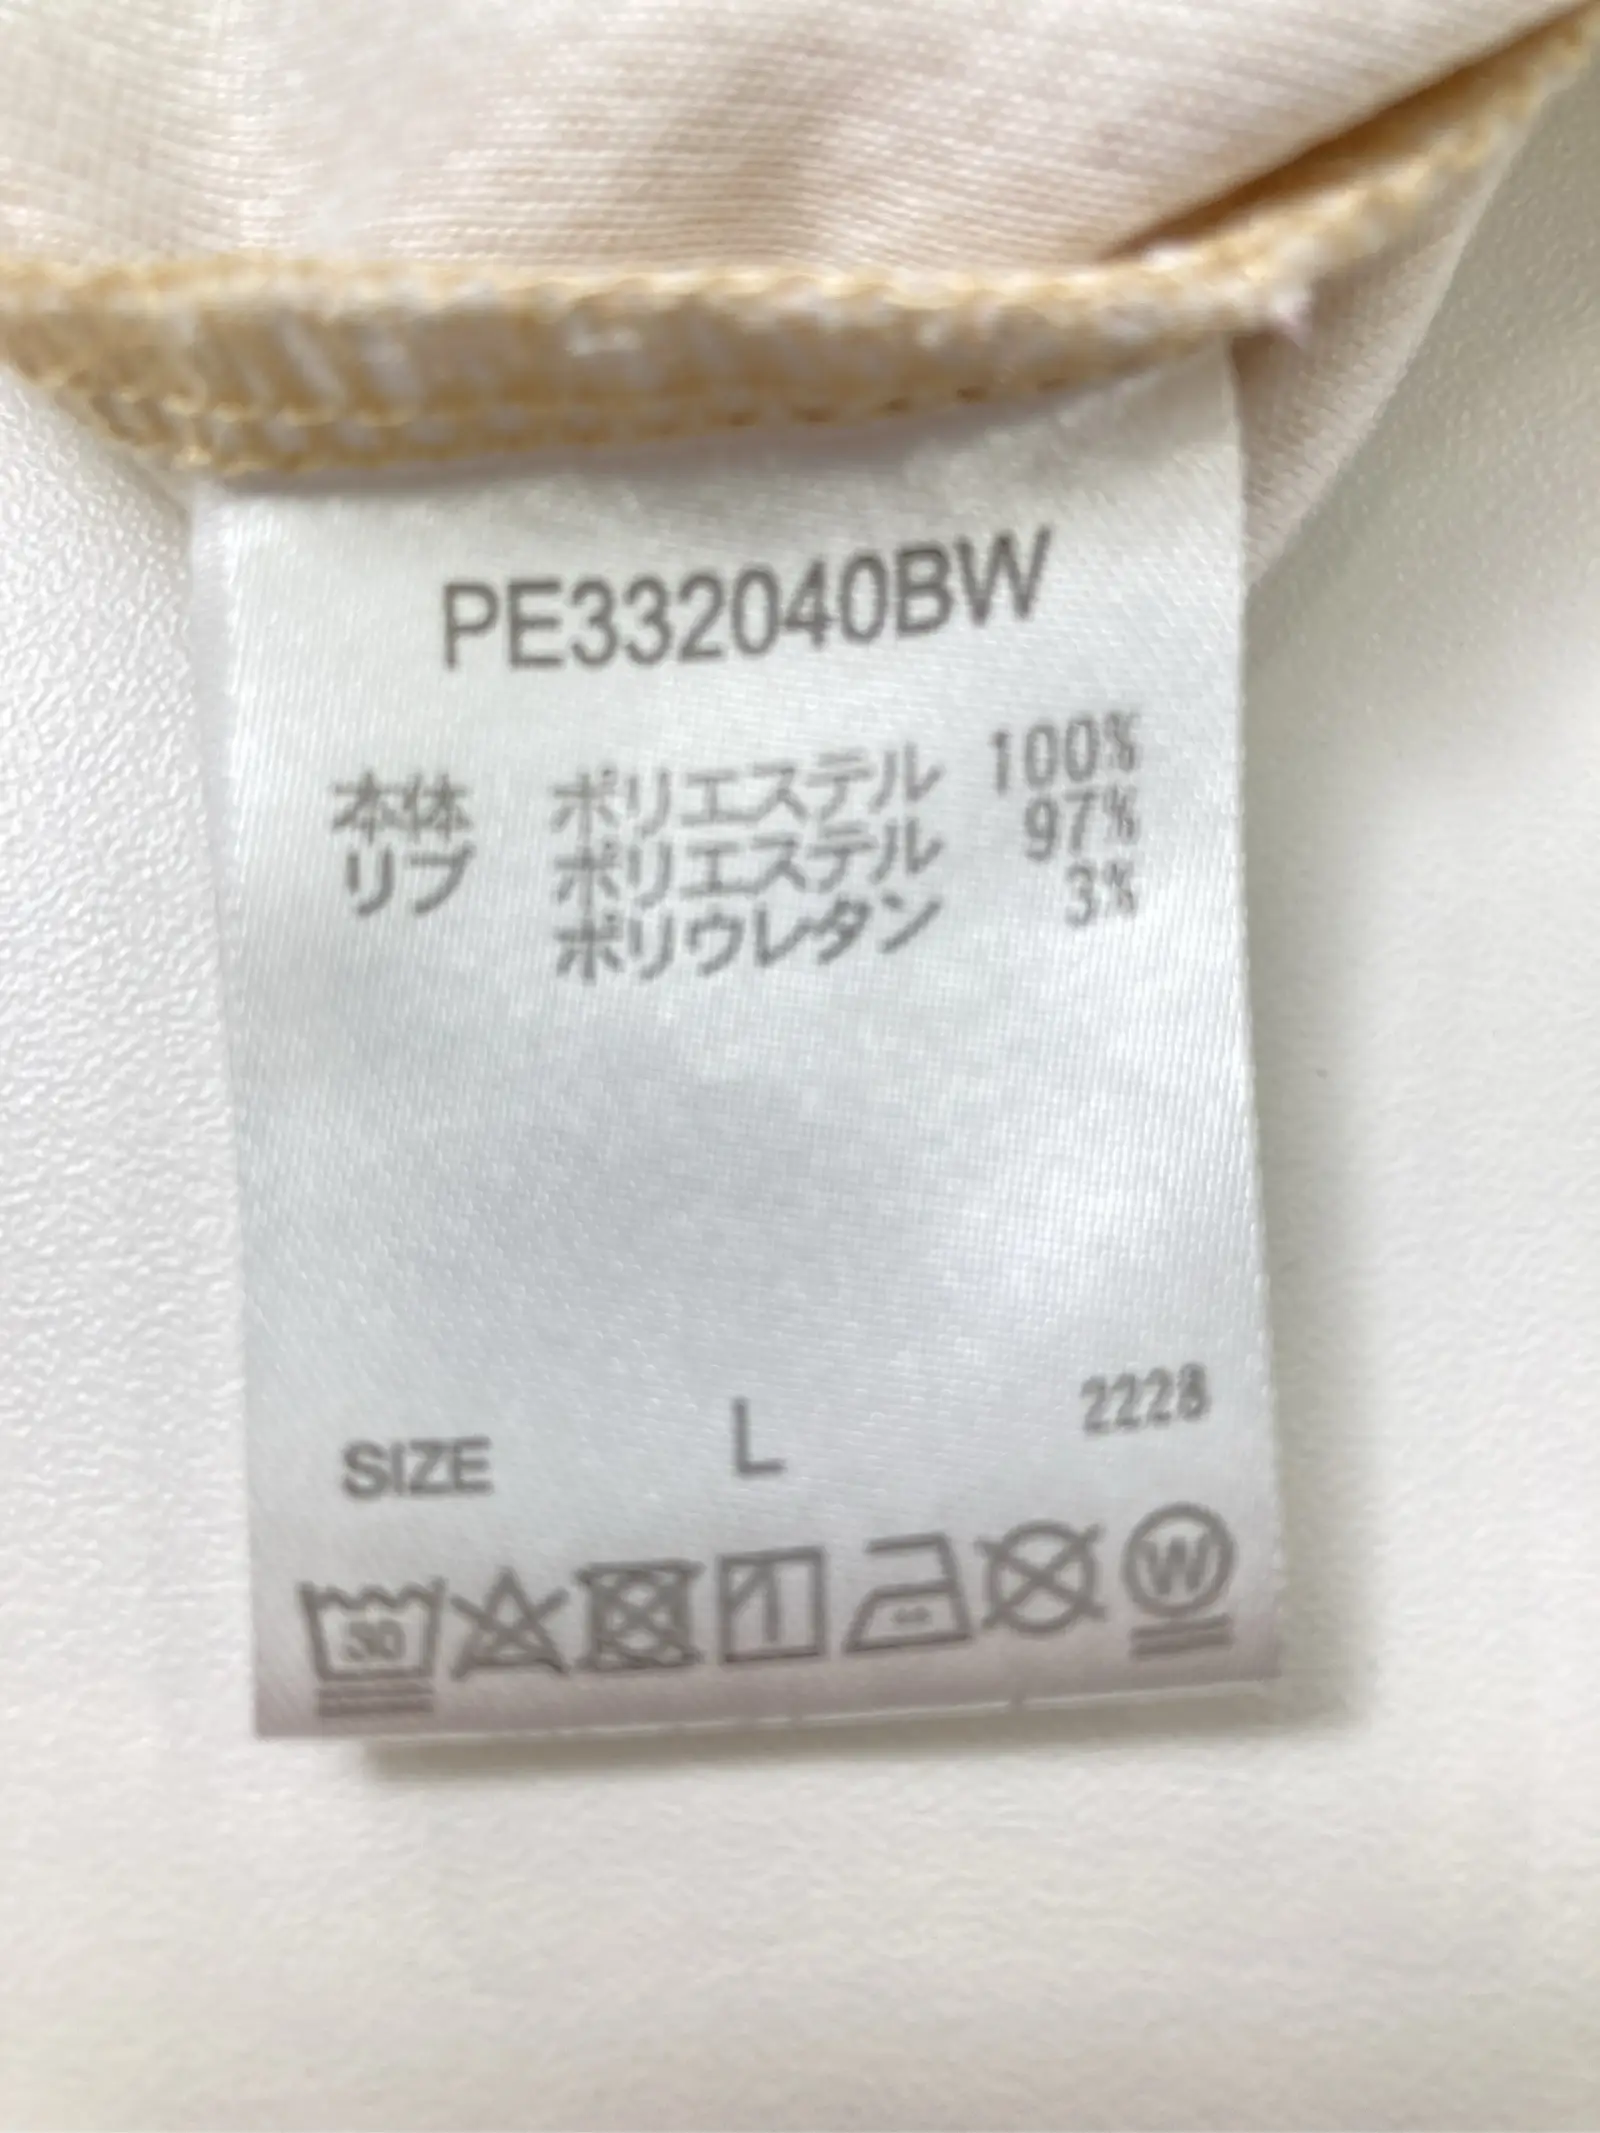 PE332040BW
本体 ポリエステル 100%
リブ ポリエステル 97%
ポリウレタン 3%
2228
SIZE L
30
W